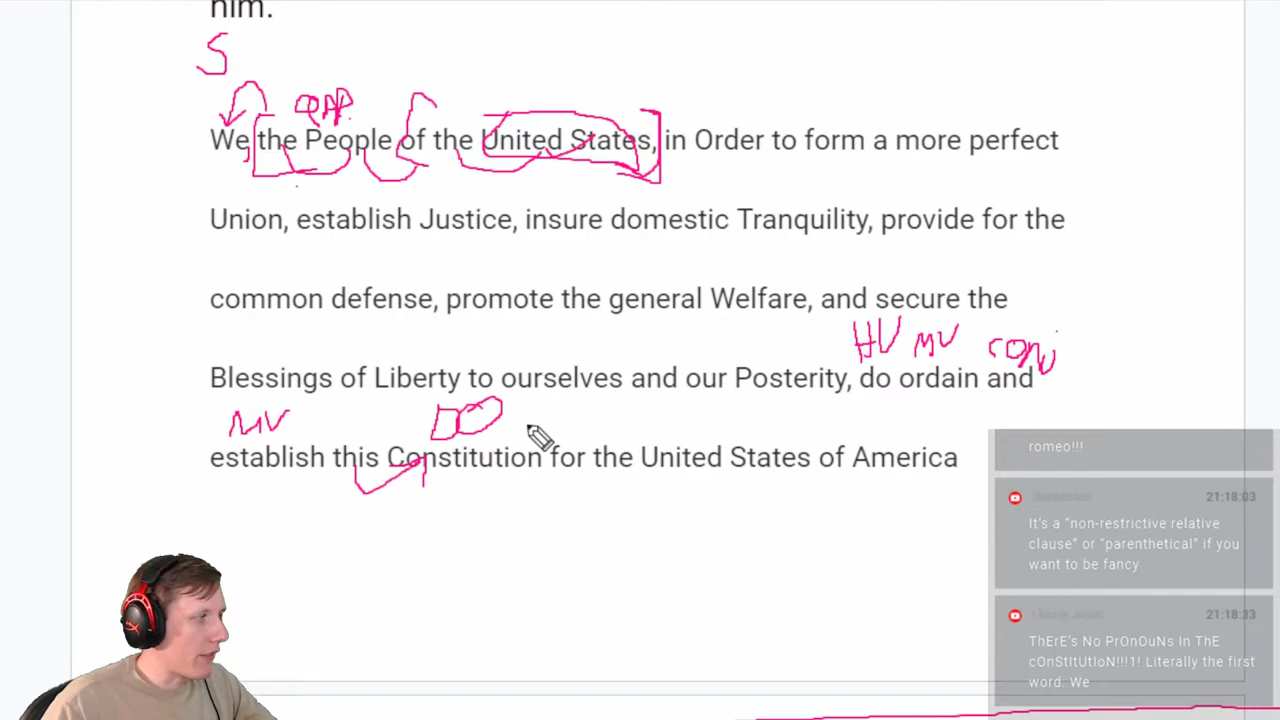 him.
S
APP.
We, the People of the United States, in Order to form a more perfect
Union, establish Justice, insure domestic Tranquility, provide for the
common defense, promote the general Welfare, and secure the
HV MV conj
Blessings of Liberty to ourselves and our Posterity, do ordain and
MV DO
establish this Constitution for the United States of America
romeo!!!
21:18:03
It's a “non-restrictive relative
clause” or “parenthetical” if you
want to be fancy
21:18:33
ThErE's No PrOnOuNs In ThE
cOnStItUtIoN!!!1! Literally the first
word. We